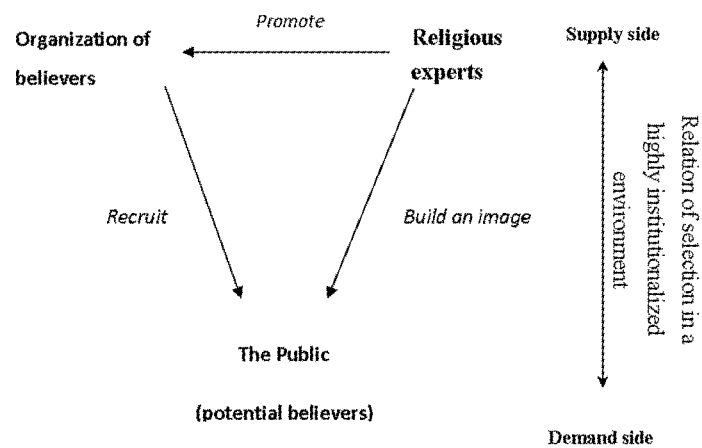 Promote
Organization of
believers
Religious
experts
Supply side
Recruit
Build an image
Relation of selection in a
highly institutionalized
environment
The Public
(potential believers)
Demand side